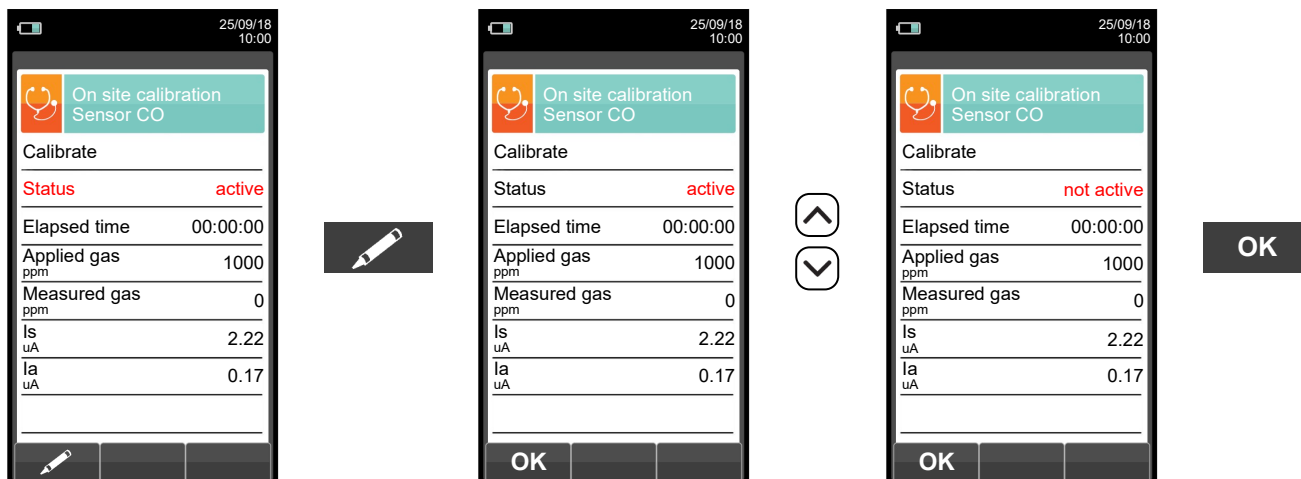 25/09/18
10:00
On site calibration
Sensor CO
Calibrate
Status active
Elapsed time 00:00:00
Applied gas 1000
ppm
Measured gas 0
ppm
Is 2.22
uA
Ia 0.17
uA
25/09/18
10:00
On site calibration
Sensor CO
Calibrate
Status active
Elapsed time 00:00:00
Applied gas 1000
ppm
Measured gas 0
ppm
Is 2.22
uA
Ia 0.17
uA
OK
25/09/18
10:00
On site calibration
Sensor CO
Calibrate
Status not active
Elapsed time 00:00:00
Applied gas 1000
ppm
Measured gas 0
ppm
Is 2.22
uA
Ia 0.17
uA
OK
OK